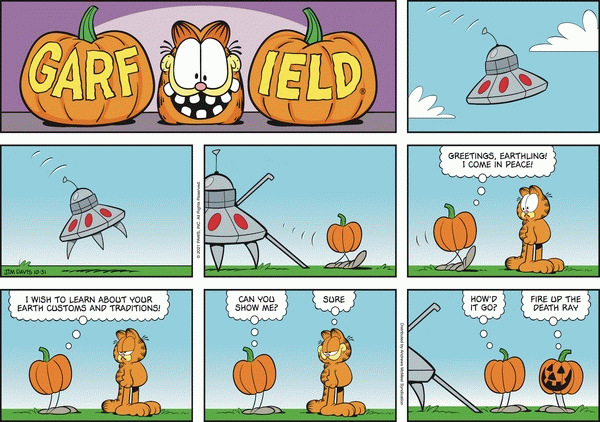 GARF IELD®
© 2021 PAWS, INC. All Rights Reserved.
GREETINGS, EARTHLING!
I COME IN PEACE!
JIM DAVIS 10·31
I WISH TO LEARN ABOUT YOUR
EARTH CUSTOMS AND TRADITIONS!
CAN YOU
SHOW ME?
SURE
Distributed by Andrews McMeel Syndication
HOW'D
IT GO?
FIRE UP THE
DEATH RAY